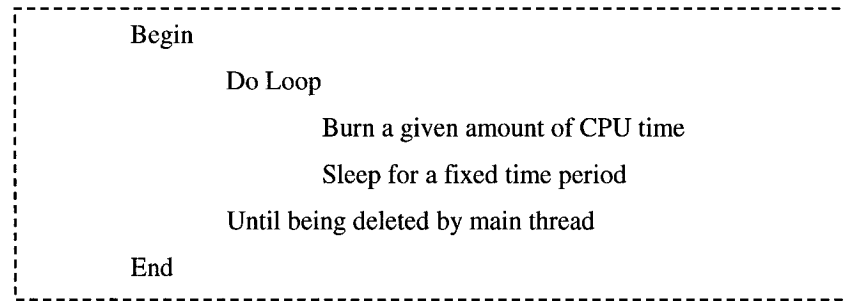 Begin
Do Loop
Burn a given amount of CPU time
Sleep for a fixed time period
Until being deleted by main thread
End